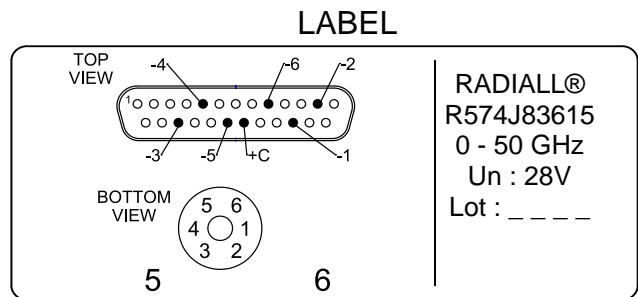 LABEL
TOP
VIEW
-4
-6
-2
1
-3
-5
+C
-1
BOTTOM
VIEW
5 6
4 1
3 2
5 6
RADIALL®
R574J83615
0 - 50 GHz
Un : 28V
Lot : _ _ _ _